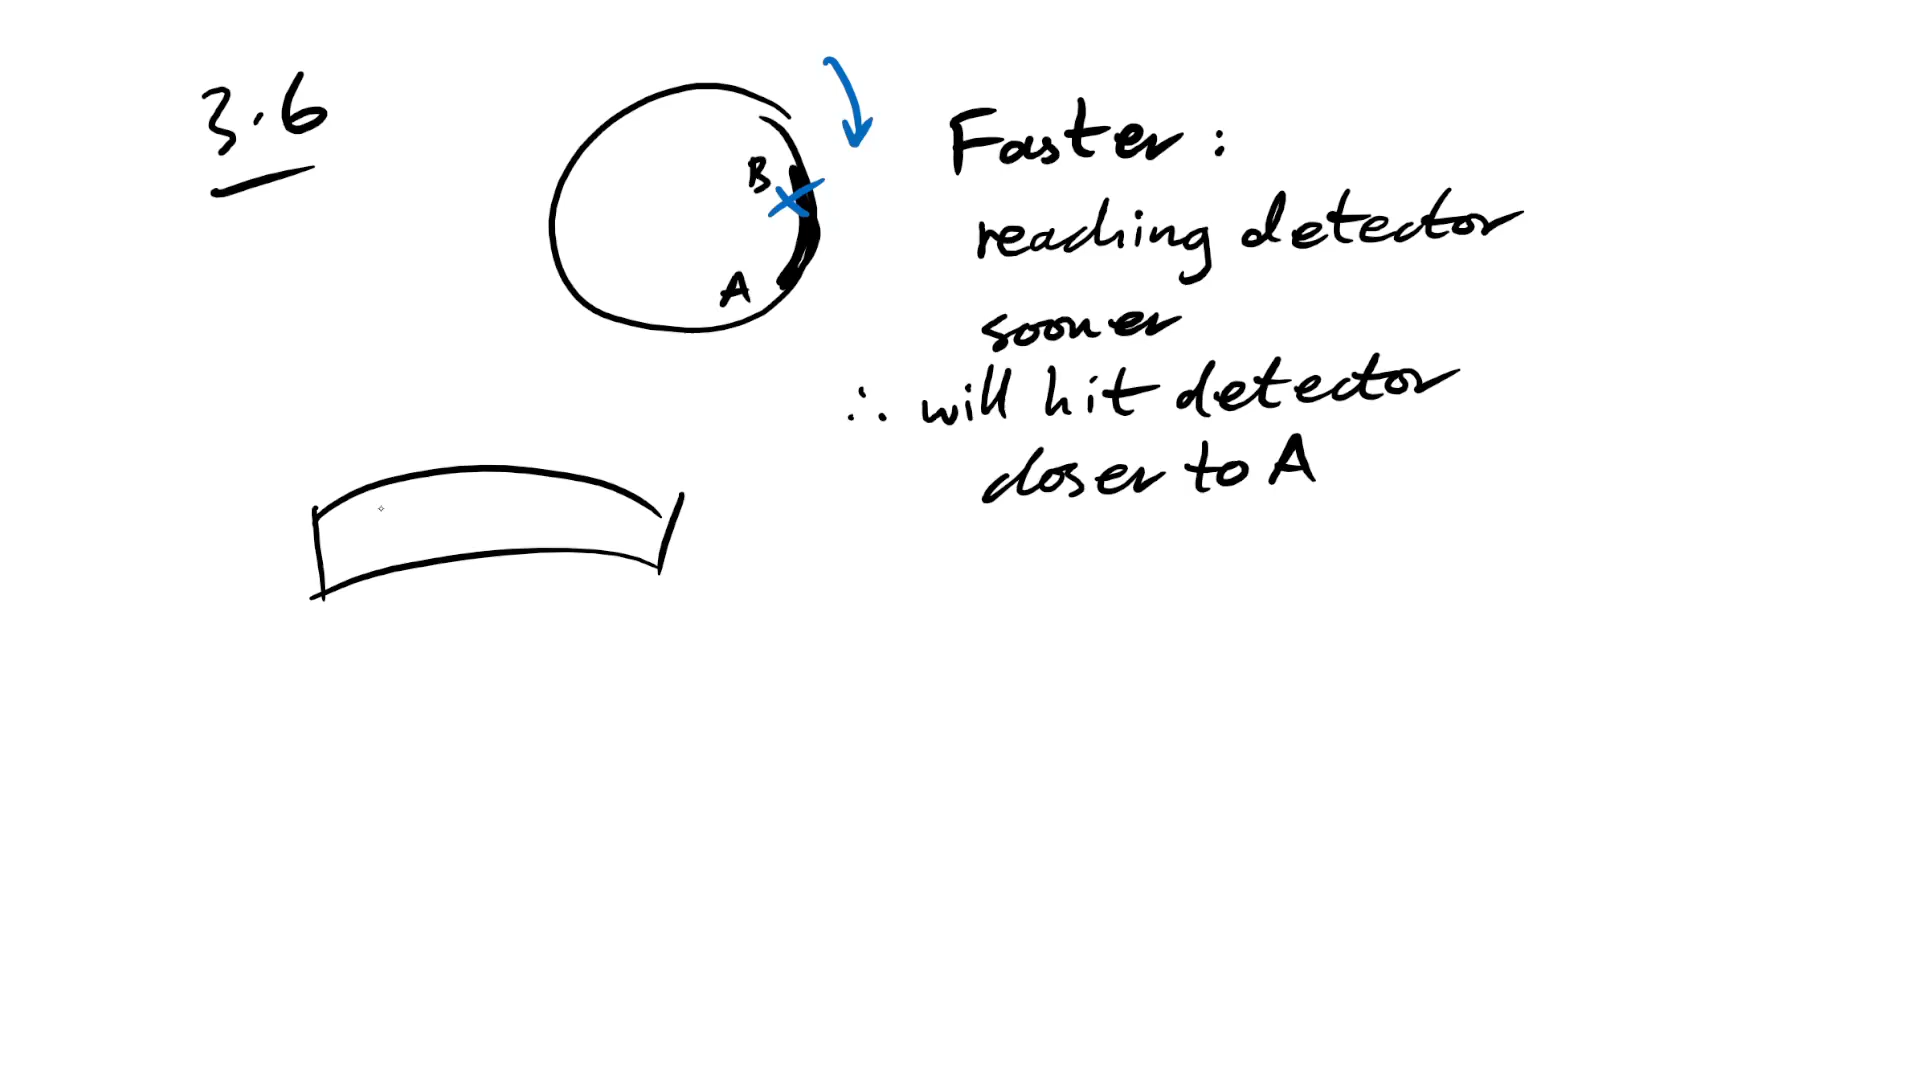 3.6
B
A
Faster:
reaching detector
sooner
∴ will hit detector
closer to A